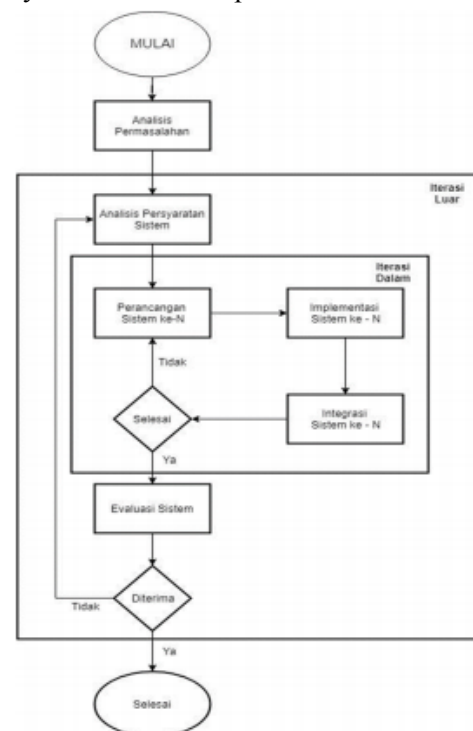 MULAI
Analisis
Permasalahan
Iterasi
Luar
Analisis Persyaratan
Sistem
Iterasi
Dalam
Perancangan
Sistem ke-N
Implementasi
Sistem ke - N
Tidak
Selesai
Integrasi
Sistem ke - N
Ya
Evaluasi Sistem
Diterima
Tidak
Ya
Selesai